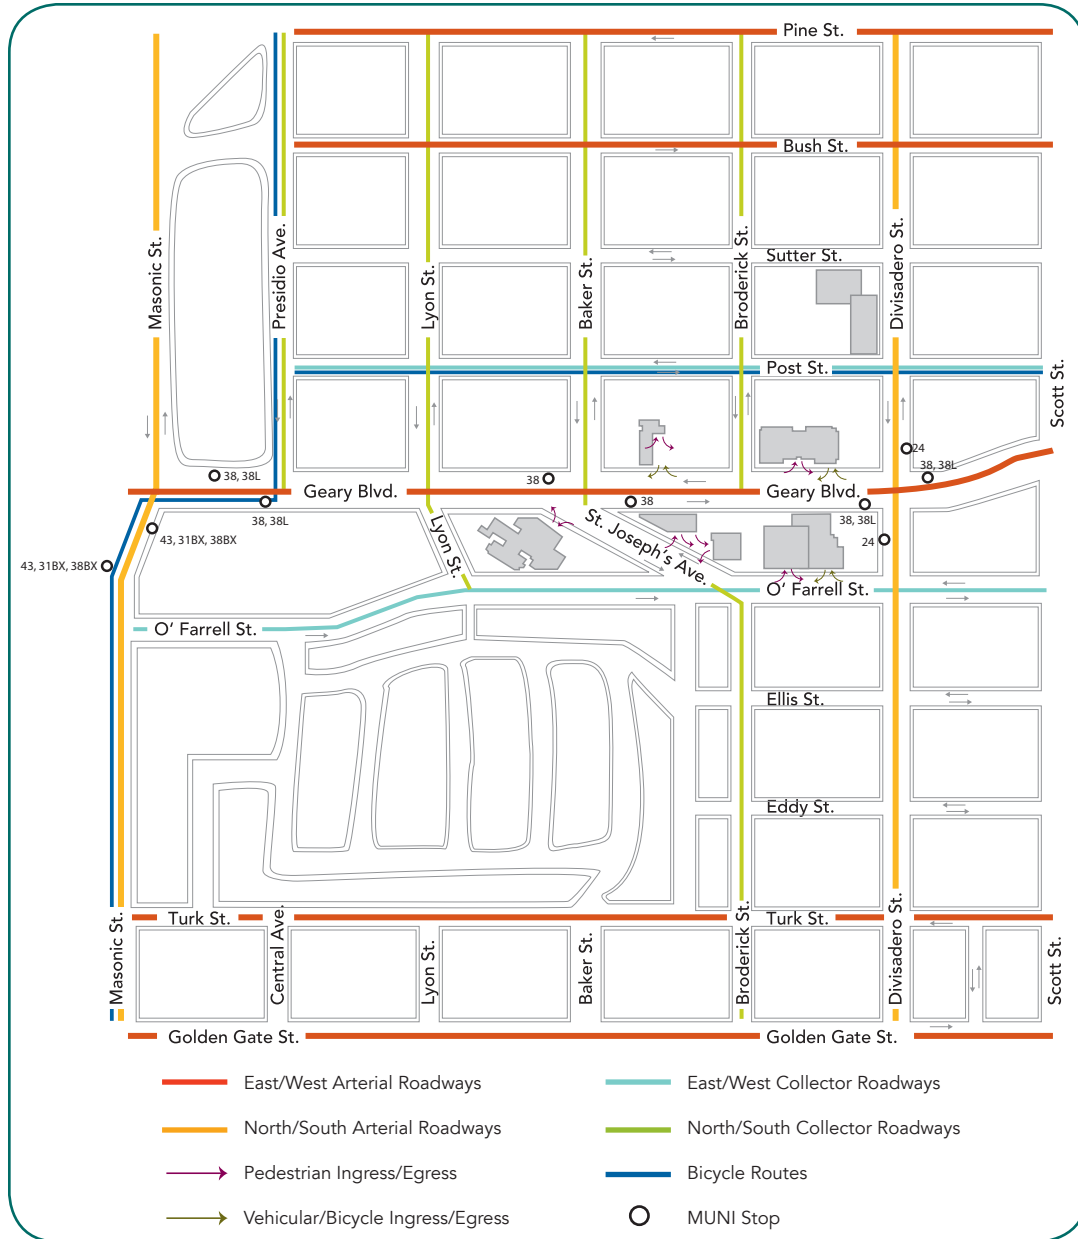 Pine St.
Bush St.
Sutter St.
Masonic St.
Presidio Ave.
Lyon St.
Baker St.
Broderick St.
Divisadero St.
Post St.
Scott St.
24
38, 38L
38, 38L
38
Geary Blvd.
Geary Blvd.
38
38, 38L
38, 38L
43, 31BX, 38BX
24
43, 31BX, 38BX
Lyon St.
St. Joseph's Ave.
O' Farrell St.
O' Farrell St.
Ellis St.
Eddy St.
Turk St.
Turk St.
Masonic St.
Central Ave.
Lyon St.
Baker St.
Broderick St.
Divisadero St.
Scott St.
Golden Gate St.
Golden Gate St.
East/West Arterial Roadways
East/West Collector Roadways
North/South Arterial Roadways
North/South Collector Roadways
Pedestrian Ingress/Egress
Bicycle Routes
Vehicular/Bicycle Ingress/Egress
MUNI Stop